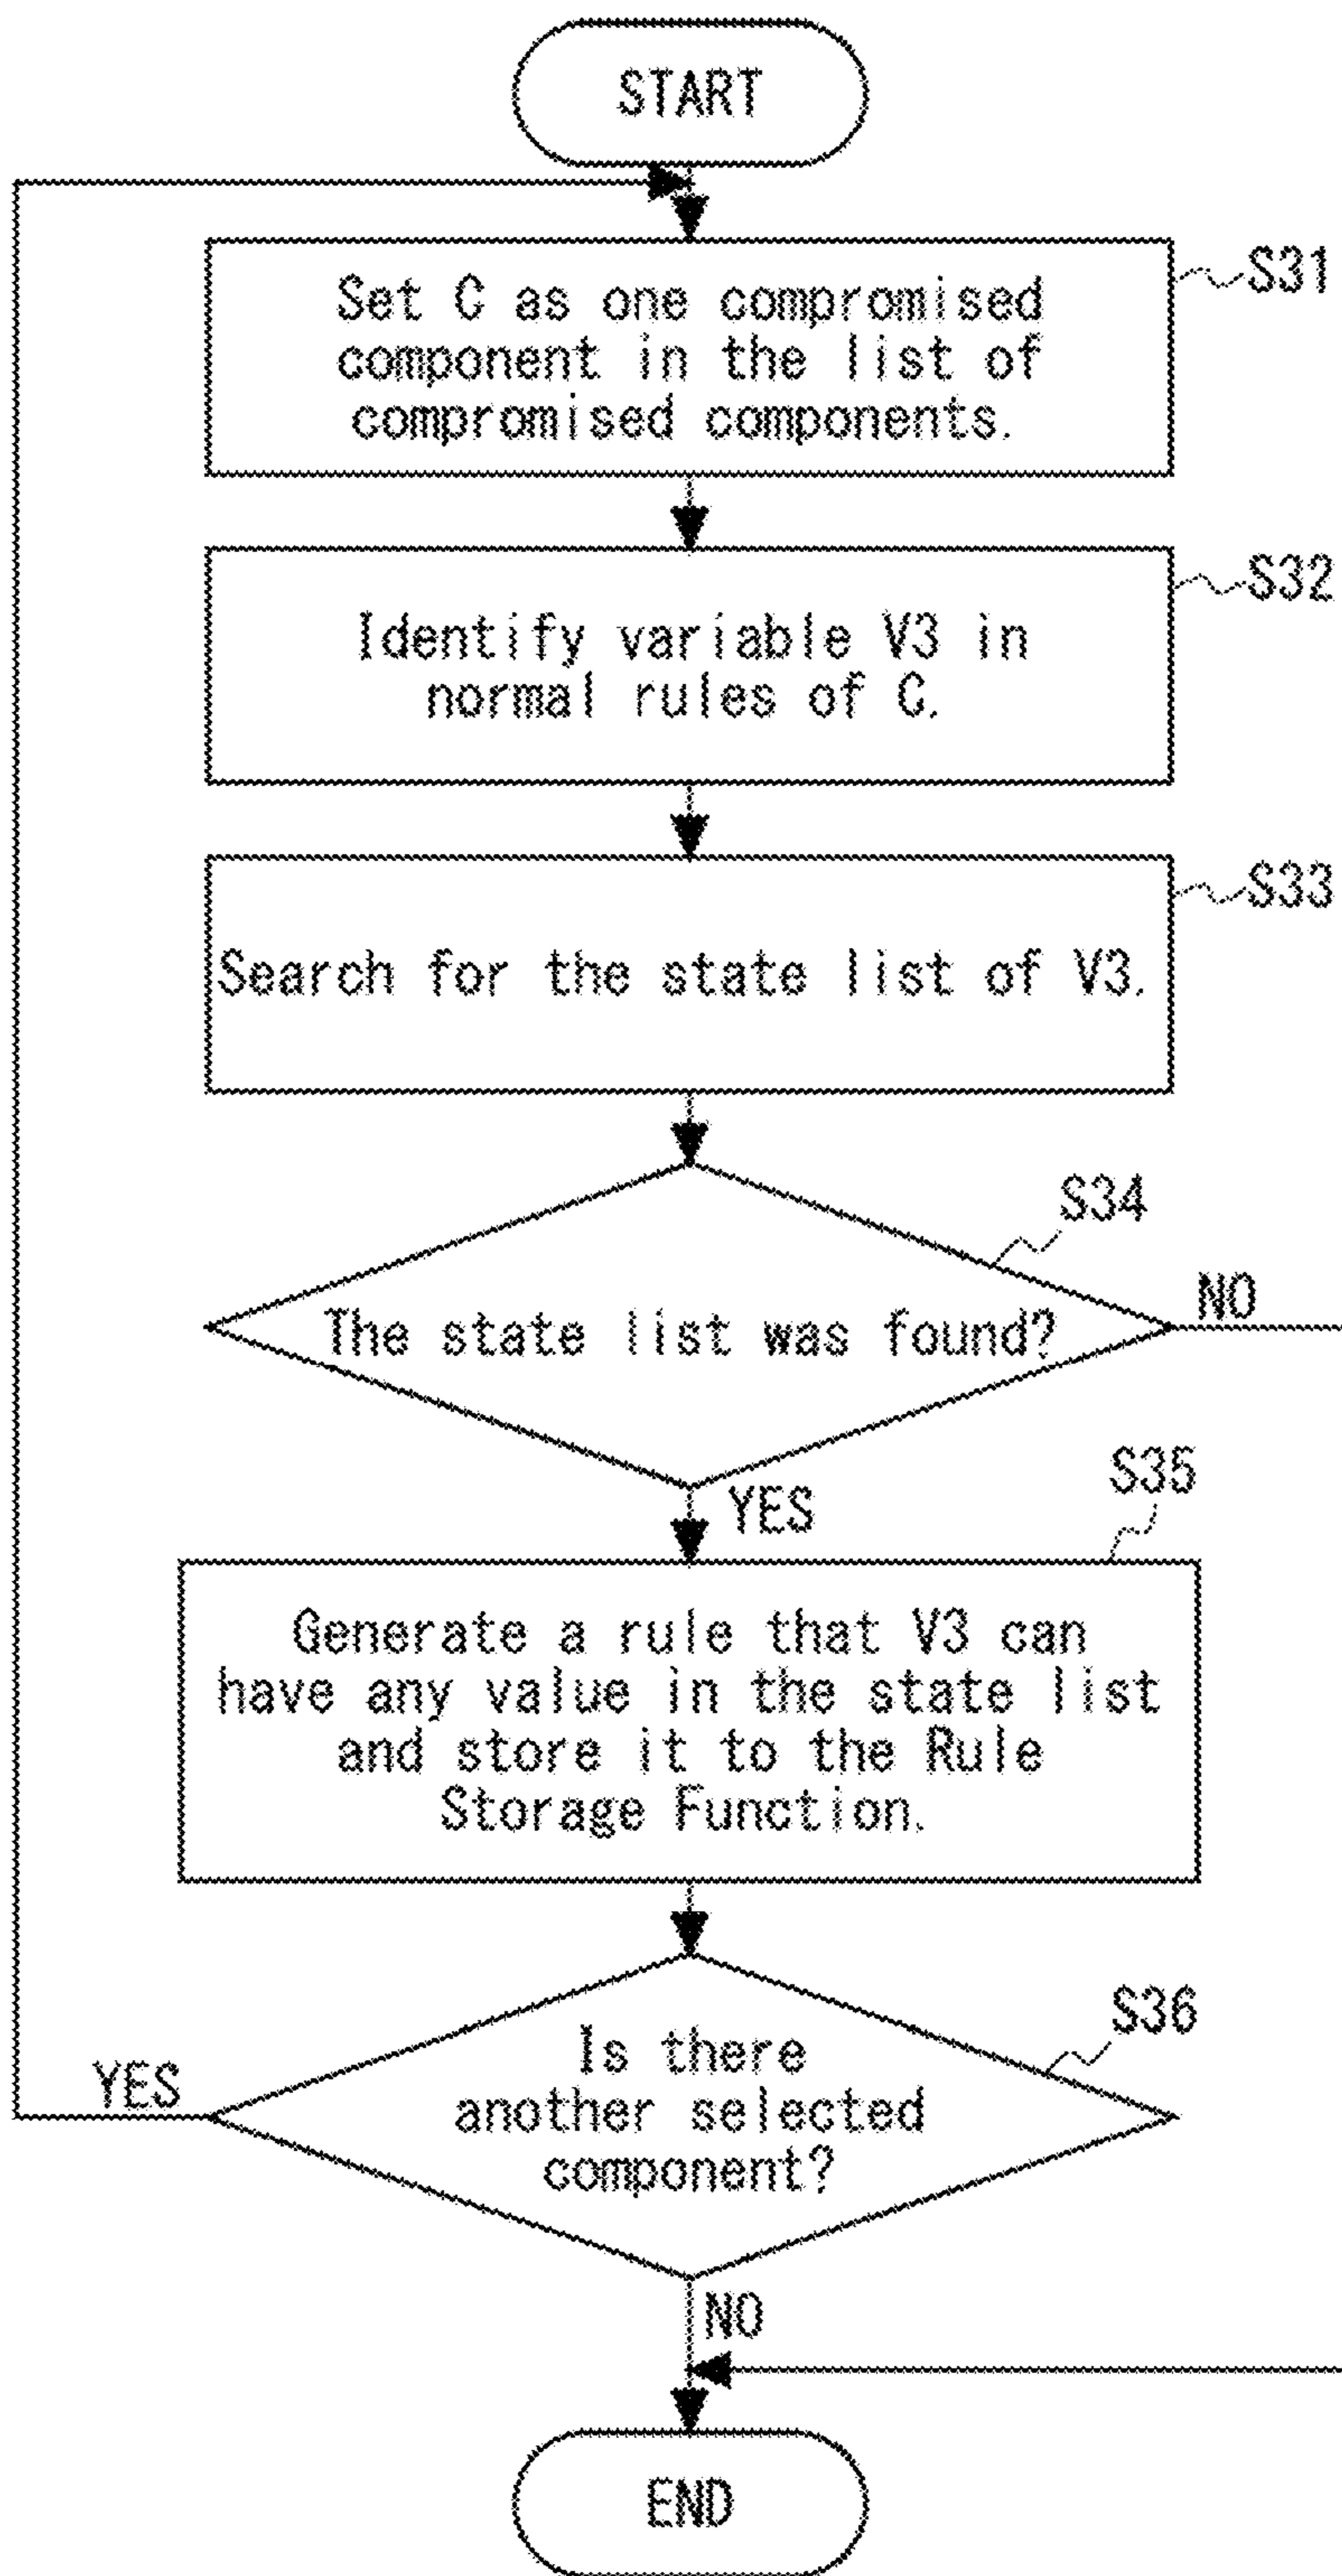 START
Set C as one compromised
component in the list of
compromised components.
S31
Identify variable V3 in
normal rules of C.
S32
Search for the state list of V3.
S33
S34
The state list was found?
NO
YES
S35
Generate a rule that V3 can
have any value in the state list
and store it to the Rule
Storage Function.
S36
Is there
another selected
component?
YES
NO
END